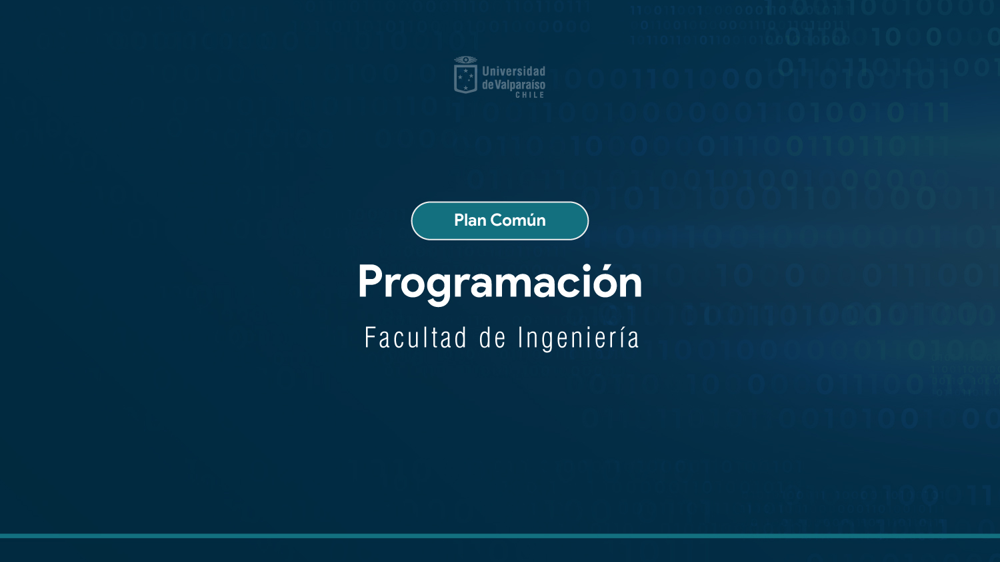 Universidad
de Valparaíso
CHILE
Plan Común
Programación
Facultad de Ingeniería